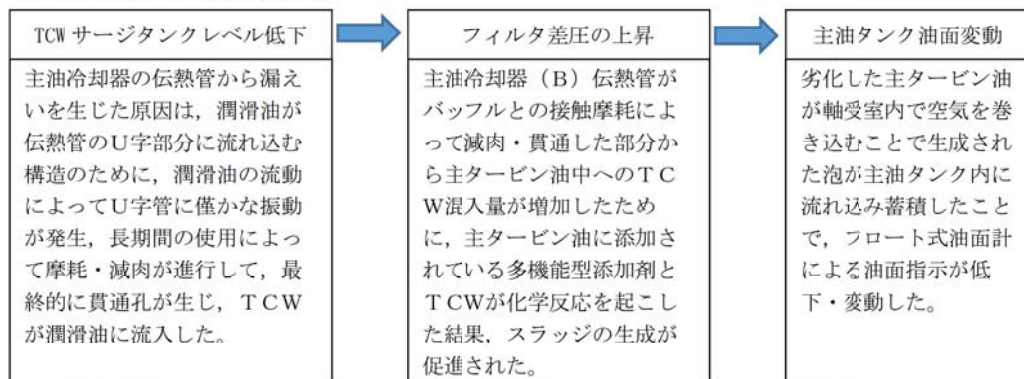 TCW サージタンクレベル低下
主油冷却器の伝熱管から漏え
いを生じた原因は，潤滑油が
伝熱管のU字部分に流れ込む
構造のために，潤滑油の流動
によってU字管に僅かな振動
が発生，長期間の使用によっ
て摩耗・減肉が進行して，最
終的に貫通孔が生じ，ＴＣＷ
が潤滑油に流入した。
フィルタ差圧の上昇
主油冷却器（B）伝熱管が
バッフルとの接触摩耗によ
って減肉・貫通した部分か
ら主タービン油中へのＴＣ
Ｗ混入量が増加したため
に，主タービン油に添加さ
れている多機能型添加剤と
ＴＣＷが化学反応を起こし
た結果，スラッジの生成が
促進された。
主油タンク油面変動
劣化した主タービン油
が軸受室内で空気を巻
き込むことで生成され
た泡が主油タンク内に
流れ込み蓄積したこと
で，フロート式油面計
による油面指示が低
下・変動した。